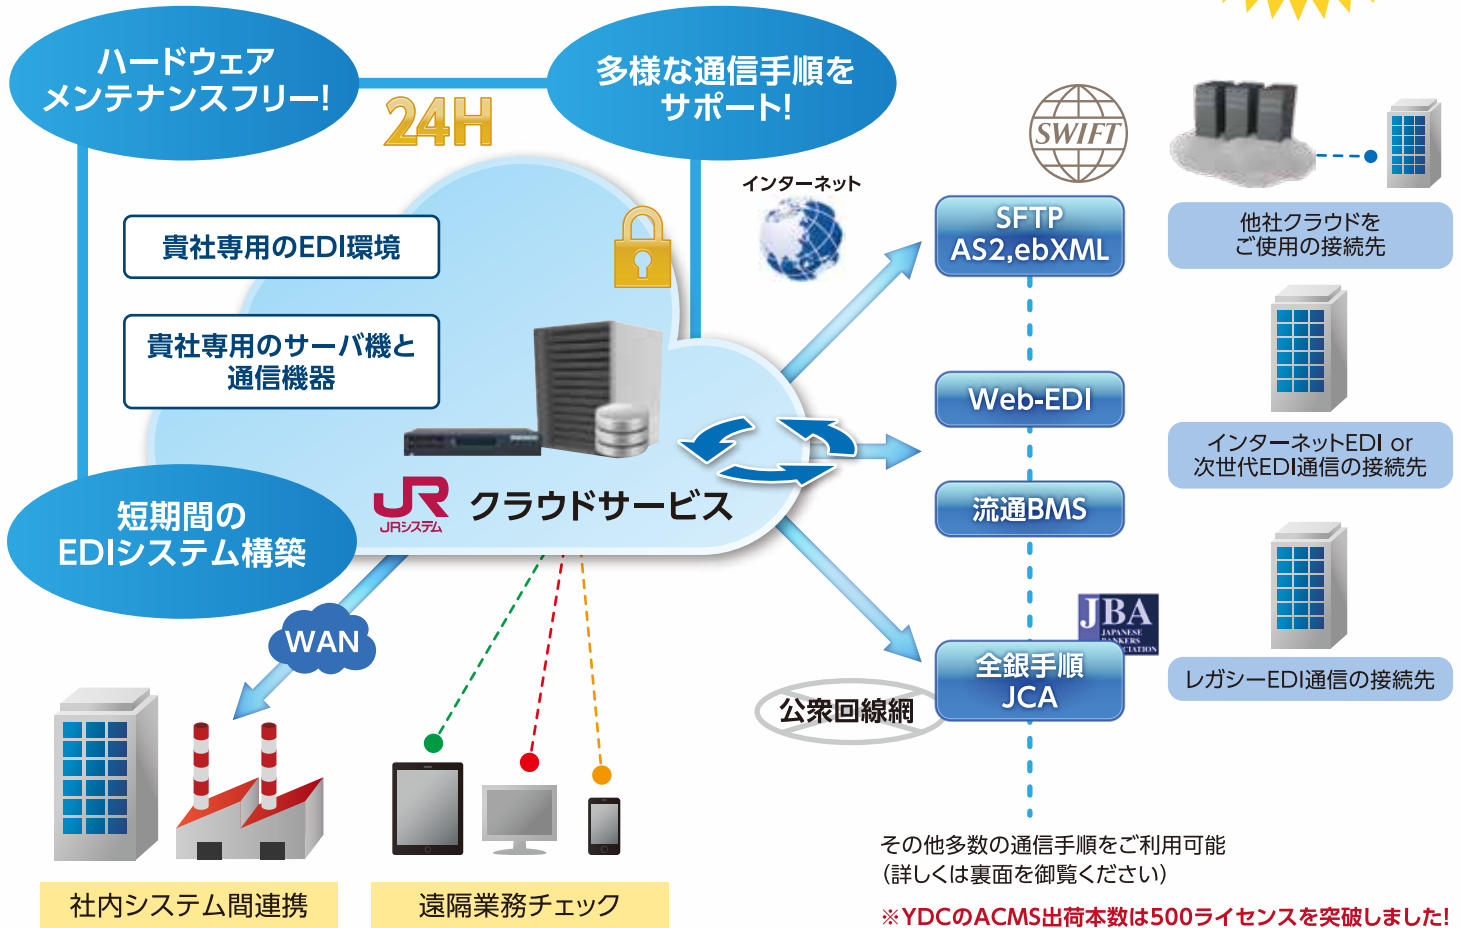 ハードウェア
メンテナンスフリー!
24H
多様な通信手順を
サポート!
インターネット
SWIFT
貴社専用のEDI環境
貴社専用のサーバ機と
通信機器
SFTP
AS2,ebXML
他社クラウドを
ご使用の接続先
Web-EDI
インターネットEDI or
次世代EDI通信の接続先
流通BMS
JR
JRシステム
クラウドサービス
短期間の
EDIシステム構築
WAN
JBA
JAPANESE
BANKERS
全銀手順
JCA
公衆回線網
レガシーEDI通信の接続先
その他多数の通信手順をご利用可能
(詳しくは裏面を御覧ください)
社内システム間連携
遠隔業務チェック
※YDCのACMS出荷本数は500ライセンスを突破しました!